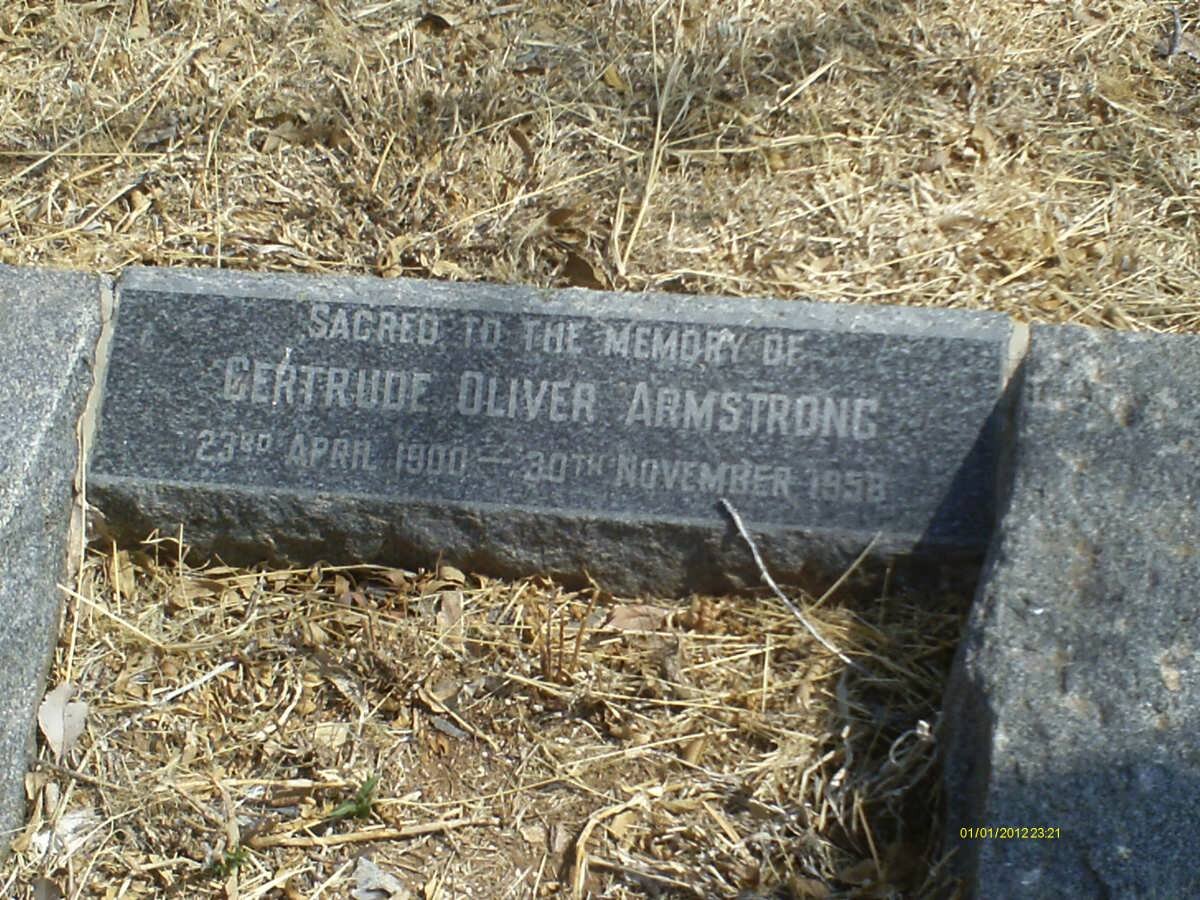 SACRED TO THE MEMORY OF
GERTRUDE OLIVER ARMSTRONG
23RD APRIL 1900 — 30TH NOVEMBER 1958
01/01/2012 23:21